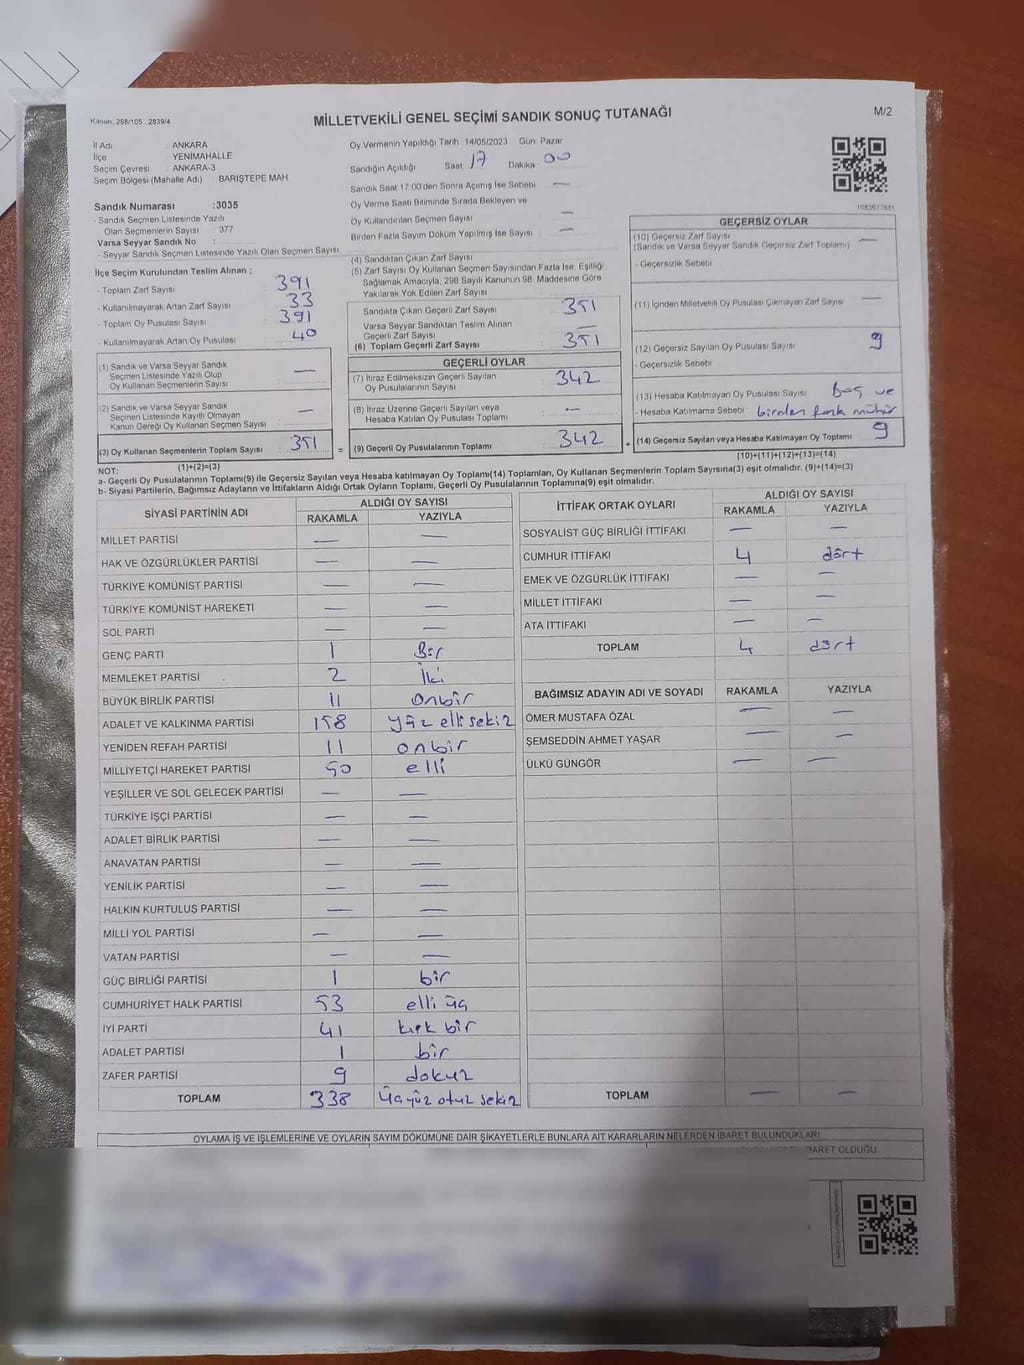 Kanun: 298/105 , 2839/4
MİLLETVEKİLİ GENEL SEÇİMİ SANDIK SONUÇ TUTANAĞI
M/2
İl Adı : ANKARA
İlçe : YENİMAHALLE
Seçim Çevresi : ANKARA-3
Seçim Bölgesi (Mahalle Adı) : BARIŞTEPE MAH.
Oy Vermenin Yapıldığı Tarih :14/05/2023 Gün: Pazar
Sandığın Açıldığı Saat 17 Dakika 00
Sandık Saat 17:00'den Sonra Açılmış İse Sebebi : —
Oy Verme Saati Bitiminde Sırada Bekleyen ve
Oy Kullandırılan Seçmen Sayısı : —
Birden Fazla Sayım Döküm Yapılmış İse Sayısı : —
1083677881
Sandık Numarası :3035
- Sandık Seçmen Listesinde Yazılı
Olan Seçmenlerin Sayısı : 377
Varsa Seyyar Sandık No :
- Seyyar Sandık Seçmen Listesinde Yazılı Olan Seçmen Sayısı :
İlçe Seçim Kurulundan Teslim Alınan ;
- Toplam Zarf Sayısı : 391
- Kullanılmayarak Artan Zarf Sayısı : 33
- Toplam Oy Pusulası Sayısı : 391
- Kullanılmayarak Artan Oy Pusulası : 40
(4) Sandıktan Çıkan Zarf Sayısı :
(5) Zarf Sayısı Oy Kullanan Seçmen Sayısından Fazla İse, Eşitliği
Sağlamak Amacıyla, 298 Sayılı Kanunun 98. Maddesine Göre
Yakılarak Yok Edilen Zarf Sayısı :
Sandıkta Çıkan Geçerli Zarf Sayısı : 351
Varsa Seyyar Sandıktan Teslim Alınan
Geçerli Zarf Sayısı : —
(6) Toplam Geçerli Zarf Sayısı : 351
GEÇERSİZ OYLAR
(10) Geçersiz Zarf Sayısı
(Sandık ve Varsa Seyyar Sandık Geçersiz Zarf Toplamı) : —
- Geçersizlik Sebebi :
(11) İçinden Milletvekili Oy Pusulası Çıkmayan Zarf Sayısı : —
(12) Geçersiz Sayılan Oy Pusulası Sayısı : 9
- Geçersizlik Sebebi :
(13) Hesaba Katılmayan Oy Pusulası Sayısı : Boş ve
- Hesaba Katılmama Sebebi : birden fazla mühür
(14) Geçersiz Sayılan veya Hesaba Katılmayan Oy Toplamı : 9
(10)+(11)+(12)+(13)=(14)
(1) Sandık ve Varsa Seyyar Sandık
Seçmen Listesinde Yazılı Olup
Oy Kullanan Seçmenlerin Sayısı : —
(2) Sandık ve Varsa Seyyar Sandık
Seçmen Listesinde Kayıtlı Olmayan
Kanun Gereği Oy Kullanan Seçmen Sayısı : —
(3) Oy Kullanan Seçmenlerin Toplam Sayısı : 351
(1)+(2)=(3)
GEÇERLİ OYLAR
(7) İtiraz Edilmeksizin Geçerli Sayılan
Oy Pusulalarının Sayısı : 342
(8) İtiraz Üzerine Geçerli Sayılan veya
Hesaba Katılan Oy Pusulası Toplamı : —
= (9) Geçerli Oy Pusulalarının Toplamı : 342 +
NOT:
a- Geçerli Oy Pusulalarının Toplamı(9) ile Geçersiz Sayılan veya Hesaba katılmayan Oy Toplamı(14) Toplamları, Oy Kullanan Seçmenlerin Toplam Sayısına(3) eşit olmalıdır. (9)+(14)=(3)
b- Siyasi Partilerin, Bağımsız Adayların ve İttifakların Aldığı Ortak Oyların Toplamı, Geçerli Oy Pusulalarının Toplamına(9) eşit olmalıdır.
SİYASİ PARTİNİN ADI ALDIĞI OY SAYISI
RAKAMLA YAZIYLA
MİLLET PARTİSİ — —
HAK VE ÖZGÜRLÜKLER PARTİSİ — —
TÜRKİYE KOMÜNİST PARTİSİ — —
TÜRKİYE KOMÜNİST HAREKETİ — —
SOL PARTİ — —
GENÇ PARTİ 1 Bir
MEMLEKET PARTİSİ 2 İki
BÜYÜK BİRLİK PARTİSİ 11 onbir
ADALET VE KALKINMA PARTİSİ 158 yüz elli sekiz
YENİDEN REFAH PARTİSİ 11 onbir
MİLLİYETÇİ HAREKET PARTİSİ 50 elli
YEŞİLLER VE SOL GELECEK PARTİSİ — —
TÜRKİYE İŞÇİ PARTİSİ — —
ADALET BİRLİK PARTİSİ — —
ANAVATAN PARTİSİ — —
YENİLİK PARTİSİ — —
HALKIN KURTULUŞ PARTİSİ — —
MİLLİ YOL PARTİSİ — —
VATAN PARTİSİ — —
GÜÇ BİRLİĞİ PARTİSİ 1 bir
CUMHURİYET HALK PARTİSİ 53 elli üç
İYİ PARTİ 41 kırk bir
ADALET PARTİSİ 1 bir
ZAFER PARTİSİ 9 dokuz
TOPLAM 338 üçyüz otuz sekiz
İTTİFAK ORTAK OYLARI ALDIĞI OY SAYISI
RAKAMLA YAZIYLA
SOSYALİST GÜÇ BİRLİĞİ İTTİFAKI — —
CUMHUR İTTİFAKI 4 dört
EMEK VE ÖZGÜRLÜK İTTİFAKI — —
MİLLET İTTİFAKI — —
ATA İTTİFAKI — —
TOPLAM 4 dört
BAĞIMSIZ ADAYIN ADI VE SOYADI RAKAMLA YAZIYLA
ÖMER MUSTAFA ÖZAL — —
ŞEMSEDDİN AHMET YAŞAR — —
ÜLKÜ GÜNGÖR — —
TOPLAM — —
OYLAMA İŞ VE İŞLEMLERİNE VE OYLARIN SAYIM DÖKÜMÜNE DAİR ŞİKAYETLERLE BUNLARA AİT KARARLARIN NELERDEN İBARET BULUNDUKLARI
İBARET OLDUĞU